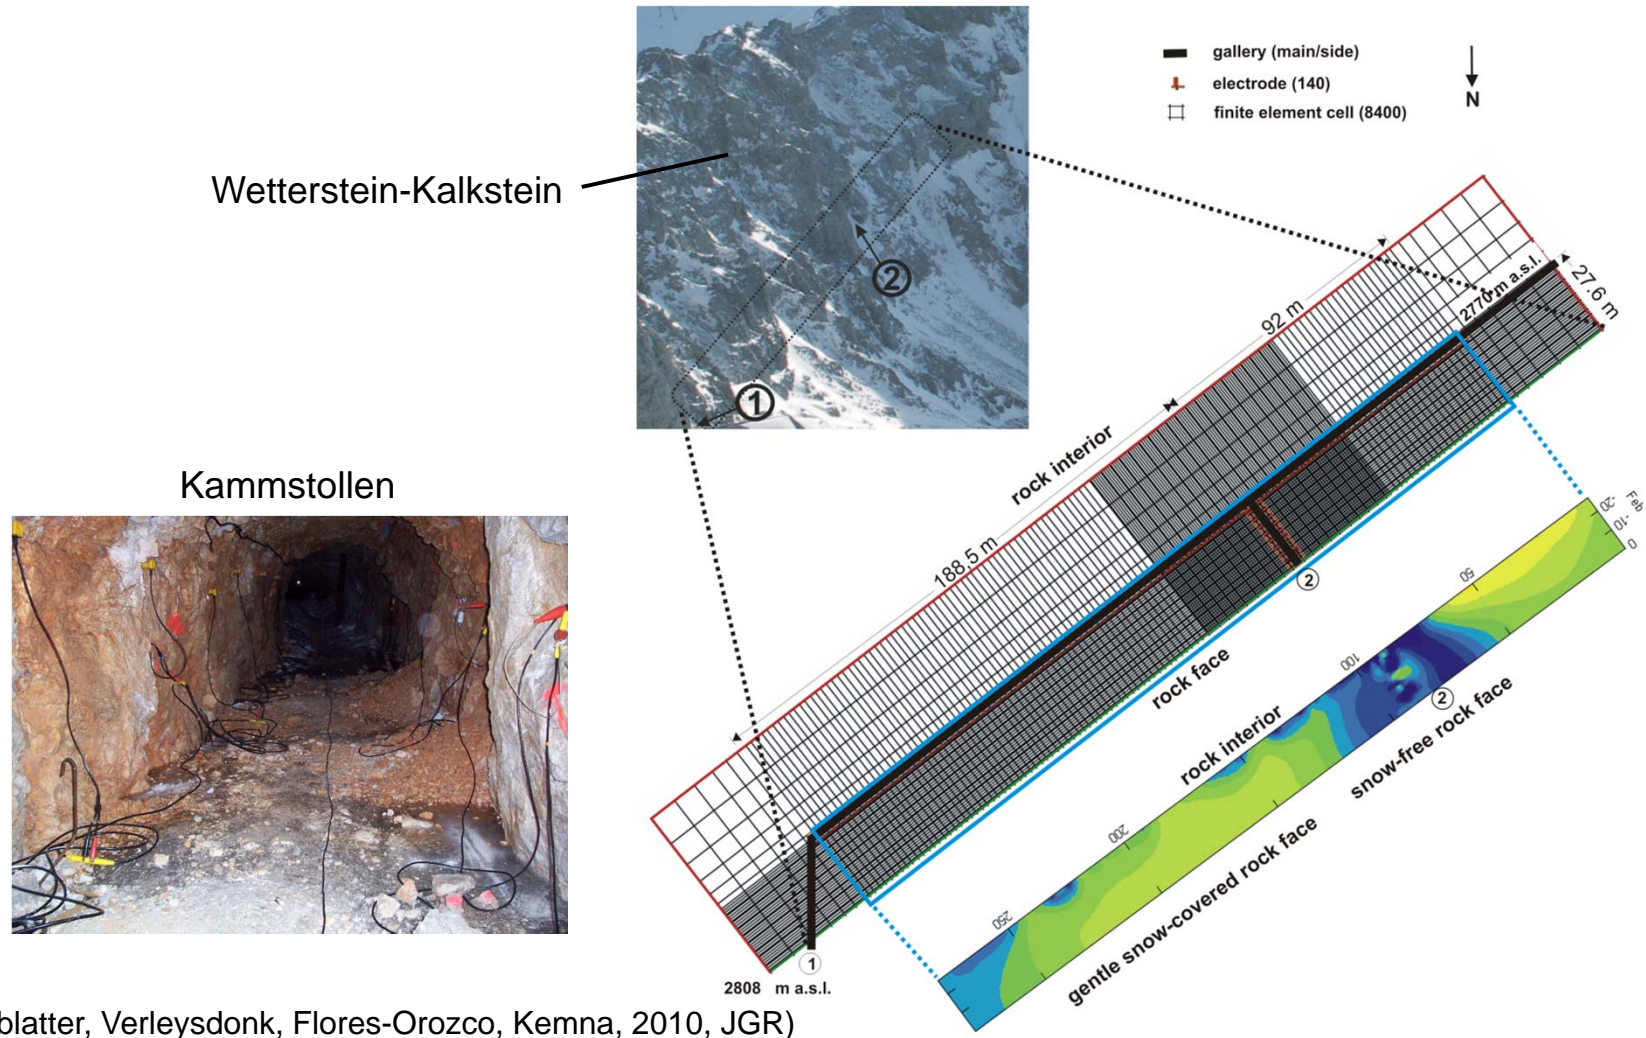 gallery (main/side)
electrode (140)
finite element cell (8400)
N
Wetterstein-Kalkstein
2
1
Kammstollen
27.6 m
2770 m a.s.l.
92 m
rock interior
188,5 m
2
rock face
1
2808 m a.s.l.
Feb
-20
-10
0
50
100
2
rock interior
snow-free rock face
200
250
gentle snow-covered rock face
blatter, Verleysdonk, Flores-Orozco, Kemna, 2010, JGR)